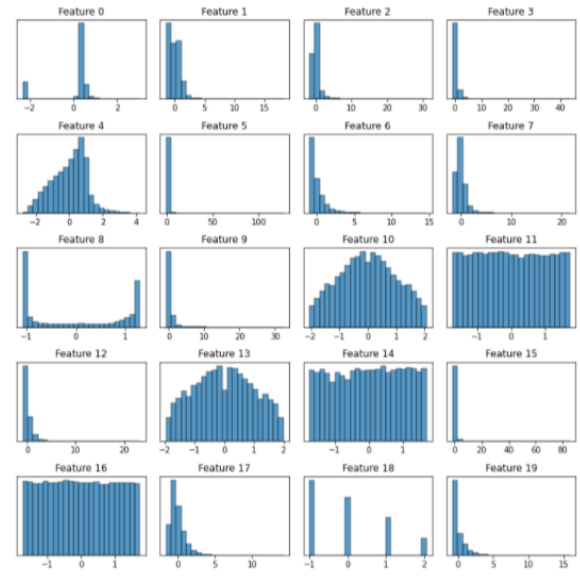 Feature 0 Feature 1 Feature 2 Feature 3
−2 0 2 0 5 10 15 0 10 20 30 0 10 20 30 40
Feature 4 Feature 5 Feature 6 Feature 7
−2 0 2 4 0 50 100 0 5 10 15 0 10 20
Feature 8 Feature 9 Feature 10 Feature 11
−1 0 1 0 10 20 30 −2 −1 0 1 2 −1 0 1
Feature 12 Feature 13 Feature 14 Feature 15
0 10 20 −2 −1 0 1 2 −1 0 1 0 20 40 60 80
Feature 16 Feature 17 Feature 18 Feature 19
−1 0 1 0 5 10 −1 0 1 2 0 5 10 15